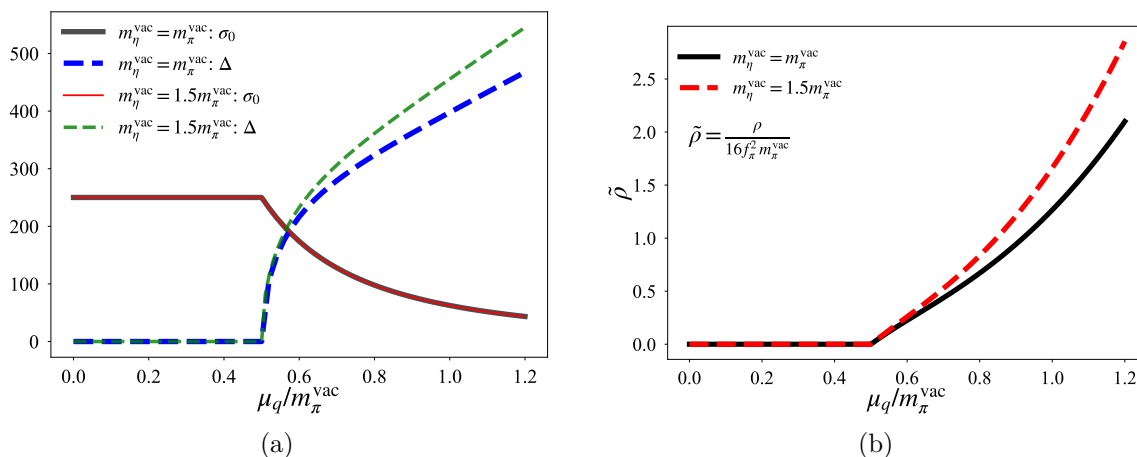 m_η^vac = m_π^vac: σ_0
m_η^vac = m_π^vac: Δ
m_η^vac = 1.5m_π^vac: σ_0
m_η^vac = 1.5m_π^vac: Δ
500
400
300
200
100
0
0.0 0.2 0.4 0.6 0.8 1.0 1.2
μ_q/m_π^vac
(a)
m_η^vac = m_π^vac
m_η^vac = 1.5m_π^vac
ρ̃ = ρ / 16f_π^2 m_π^vac
ρ̃
2.5
2.0
1.5
1.0
0.5
0.0
0.0 0.2 0.4 0.6 0.8 1.0 1.2
μ_q/m_π^vac
(b)